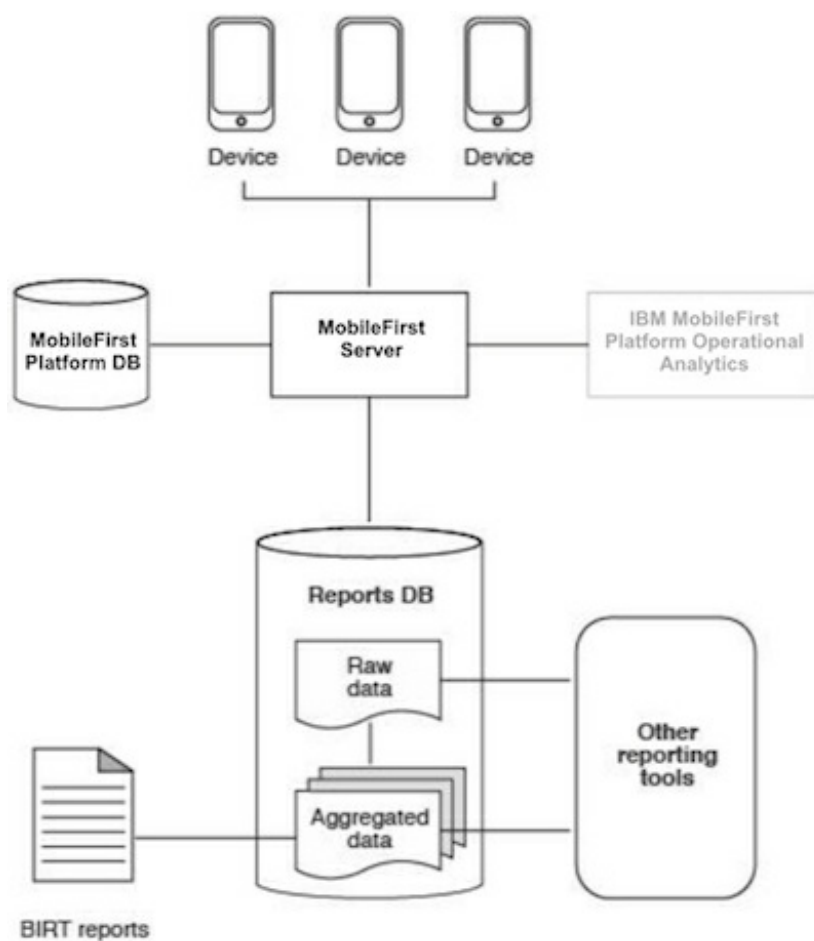 Device
Device
Device
MobileFirst
Platform DB
MobileFirst
Server
IBM MobileFirst
Platform Operational
Analytics
Reports DB
Raw
data
Aggregated
data
Other
reporting
tools
BIRT reports